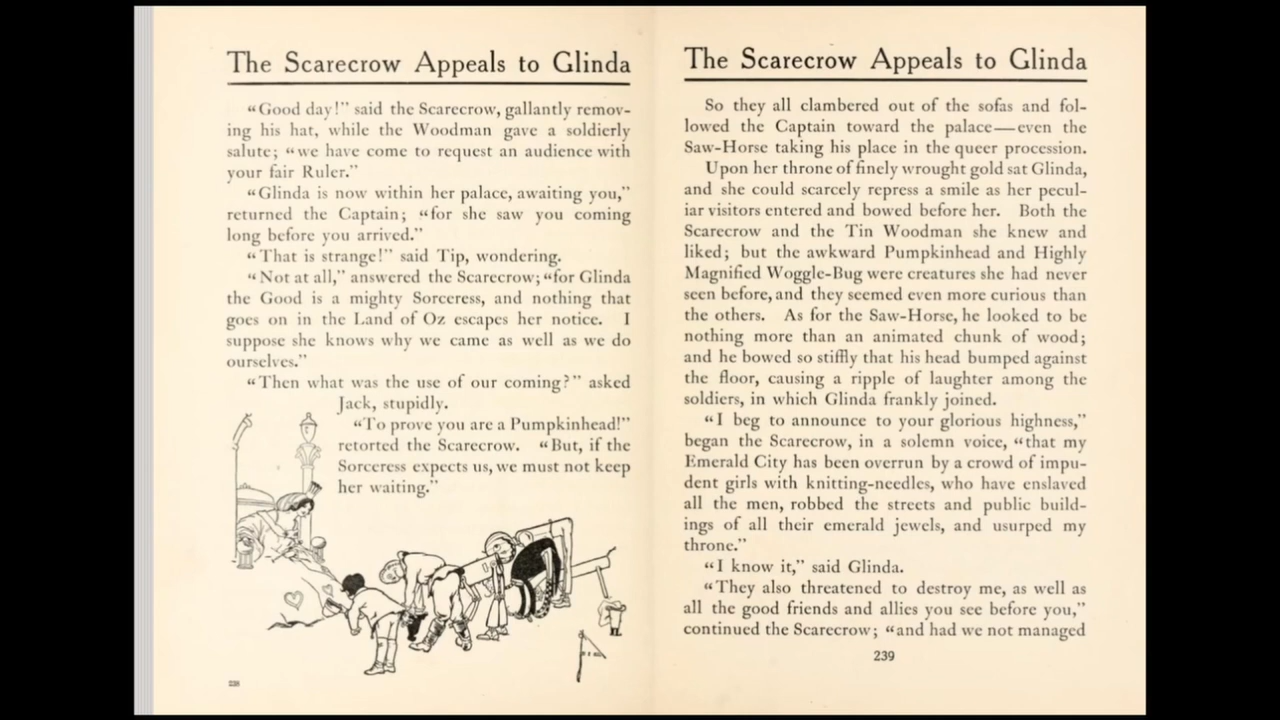 The Scarecrow Appeals to Glinda
“Good day!” said the Scarecrow, gallantly remov-
ing his hat, while the Woodman gave a soldierly
salute; “we have come to request an audience with
your fair Ruler.”
“Glinda is now within her palace, awaiting you,”
returned the Captain; “for she saw you coming
long before you arrived.”
“That is strange!” said Tip, wondering.
“Not at all,” answered the Scarecrow; “for Glinda
the Good is a mighty Sorceress, and nothing that
goes on in the Land of Oz escapes her notice. I
suppose she knows why we came as well as we do
ourselves.”
“Then what was the use of our coming?” asked
Jack, stupidly.
“To prove you are a Pumpkinhead!”
retorted the Scarecrow. “But, if the
Sorceress expects us, we must not keep
her waiting.”
238
The Scarecrow Appeals to Glinda
So they all clambered out of the sofas and fol-
lowed the Captain toward the palace—even the
Saw-Horse taking his place in the queer procession.
Upon her throne of finely wrought gold sat Glinda,
and she could scarcely repress a smile as her pecul-
iar visitors entered and bowed before her. Both the
Scarecrow and the Tin Woodman she knew and
liked; but the awkward Pumpkinhead and Highly
Magnified Woggle-Bug were creatures she had never
seen before, and they seemed even more curious than
the others. As for the Saw-Horse, he looked to be
nothing more than an animated chunk of wood;
and he bowed so stiffly that his head bumped against
the floor, causing a ripple of laughter among the
soldiers, in which Glinda frankly joined.
“I beg to announce to your glorious highness,”
began the Scarecrow, in a solemn voice, “that my
Emerald City has been overrun by a crowd of impu-
dent girls with knitting-needles, who have enslaved
all the men, robbed the streets and public build-
ings of all their emerald jewels, and usurped my
throne.”
“I know it,” said Glinda.
“They also threatened to destroy me, as well as
all the good friends and allies you see before you,”
continued the Scarecrow; “and had we not managed
239